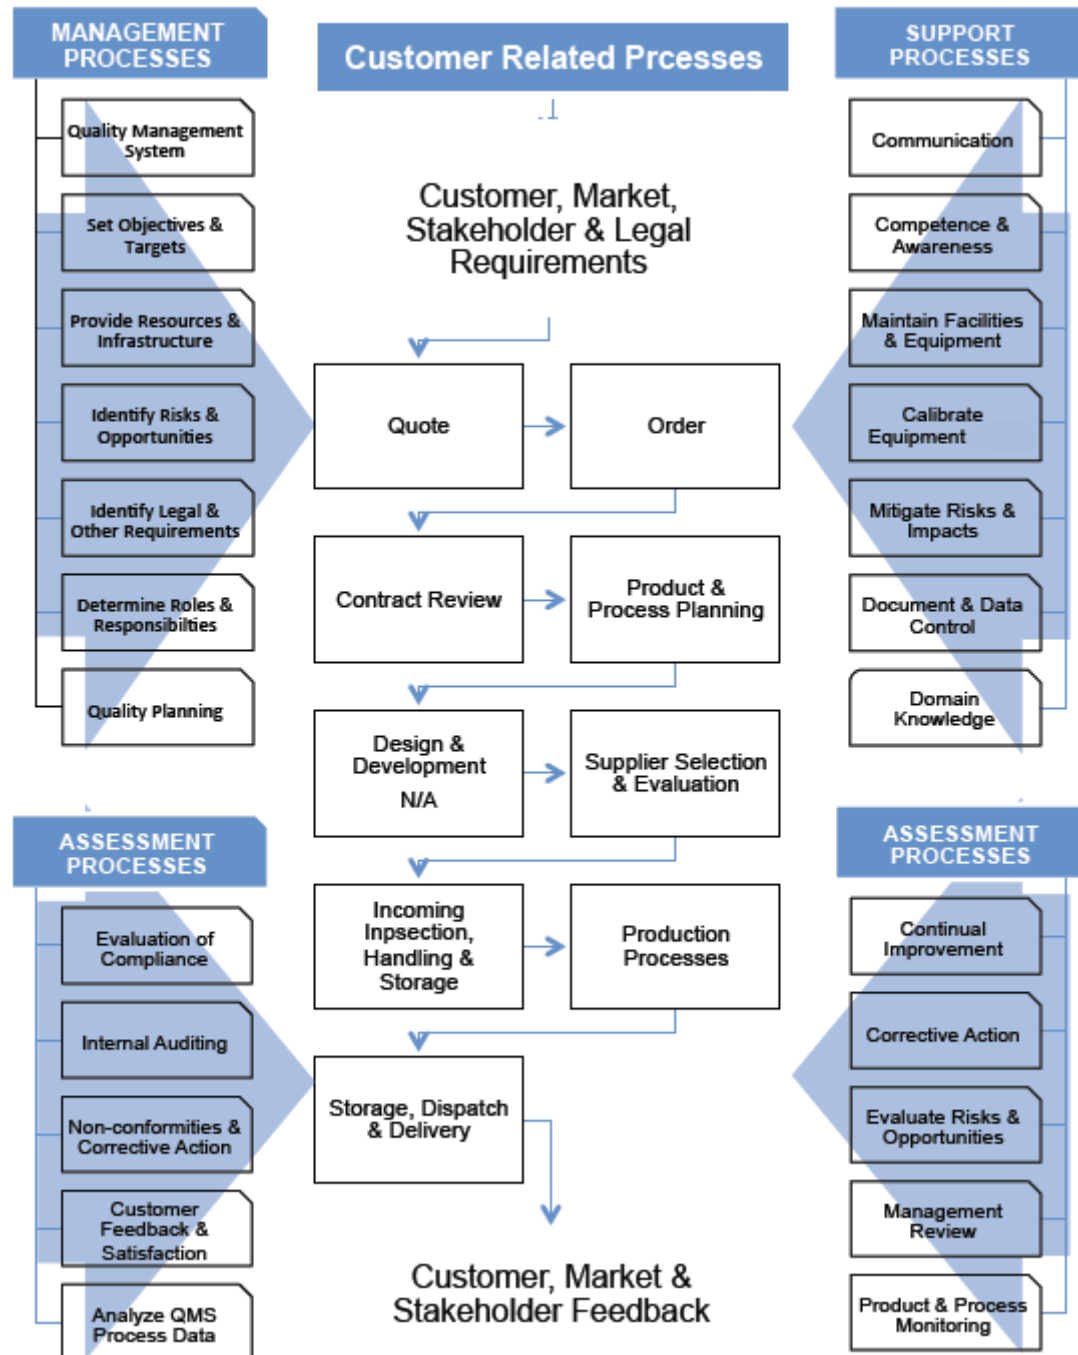 MANAGEMENT
PROCESSES
Quality Management
System
Set Objectives &
Targets
Provide Resources &
Infrastructure
Identify Risks &
Opportunities
Identify Legal &
Other Requirements
Determine Roles &
Responsibilties
Quality Planning
Customer Related Prcesses
Customer, Market,
Stakeholder & Legal
Requirements
Quote
Order
Contract Review
Product &
Process Planning
Design &
Development
N/A
Supplier Selection
& Evaluation
Incoming
Inpsection,
Handling &
Storage
Production
Processes
Storage, Dispatch
& Delivery
Customer, Market &
Stakeholder Feedback
SUPPORT
PROCESSES
Communication
Competence &
Awareness
Maintain Facilities
& Equipment
Calibrate
Equipment
Mitigate Risks &
Impacts
Document & Data
Control
Domain
Knowledge
ASSESSMENT
PROCESSES
Evaluation of
Compliance
Internal Auditing
Non-conformities &
Corrective Action
Customer
Feedback &
Satisfaction
Analyze QMS
Process Data
ASSESSMENT
PROCESSES
Continual
Improvement
Corrective Action
Evaluate Risks &
Opportunities
Management
Review
Product & Process
Monitoring